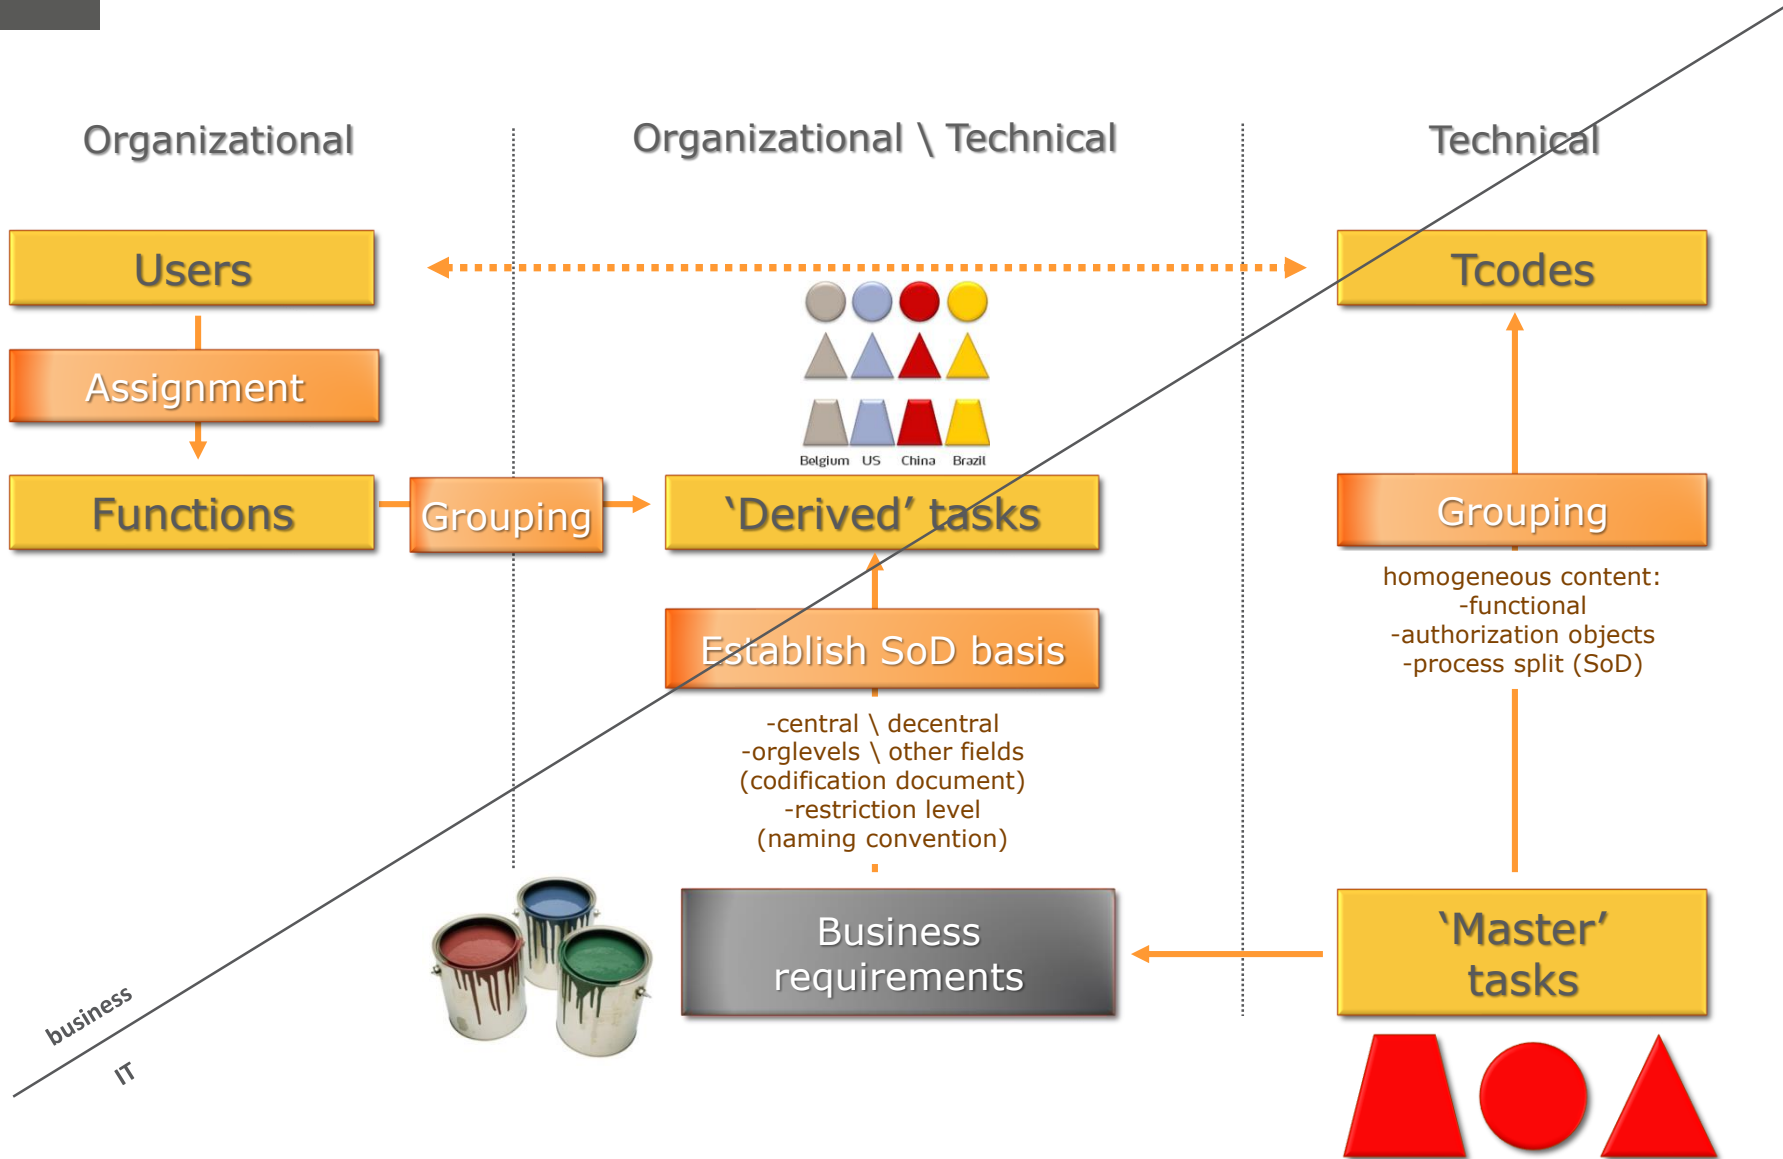 Organizational
Organizational \ Technical
Technical
Users
Tcodes
Assignment
Belgium US China Brazil
Functions
Grouping
‘Derived’ tasks
Grouping
homogeneous content:
-functional
-authorization objects
-process split (SoD)
Establish SoD basis
-central \ decentral
-orglevels \ other fields
(codification document)
-restriction level
(naming convention)
Business
requirements
‘Master’
tasks
business
IT